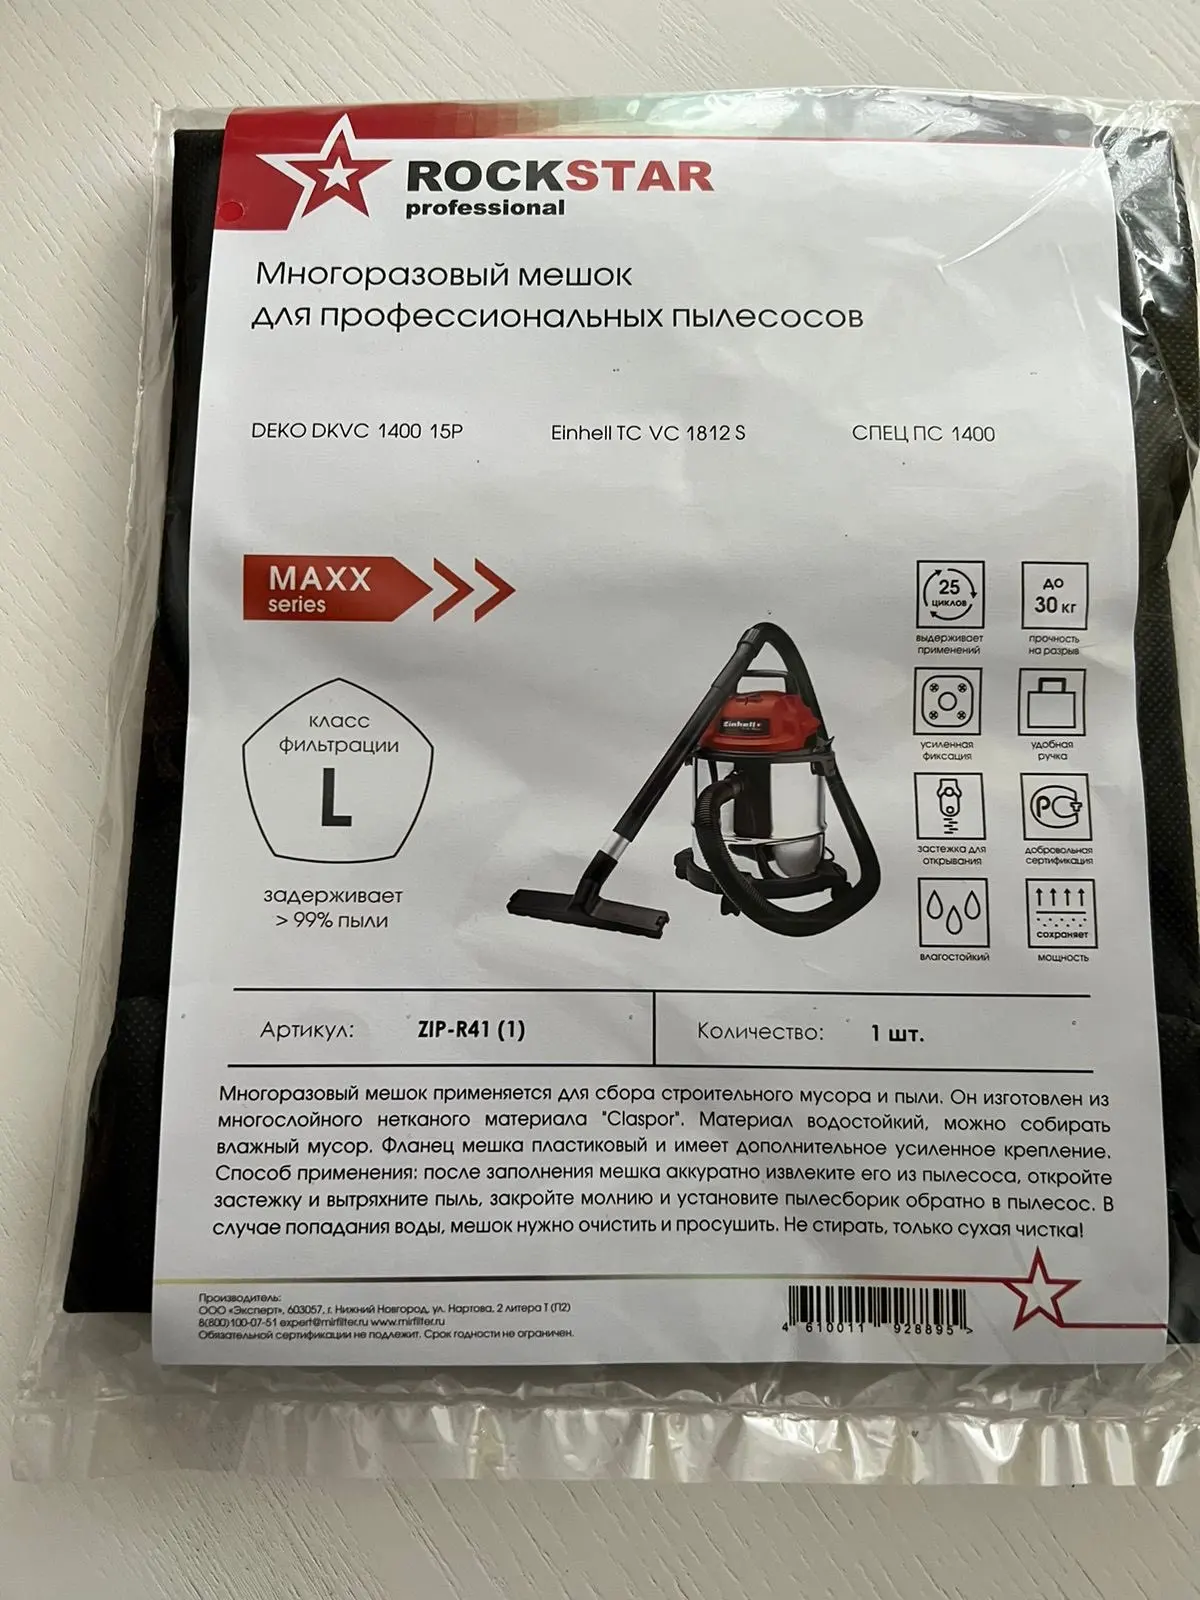 ROCKSTAR
professional
Многоразовый мешок
для профессиональных пылесосов
DEKO DKVC 1400 15P
Einhell TC VC 1812 S
СПЕЦ ПС 1400
MAXX
series
25
циклов
выдерживает
применений
до
30 кг
прочность
на разрыв
класс
фильтрации
L
задерживает
> 99% пыли
Einhell
усиленная
фиксация
удобная
ручка
застежка для
открывания
РСТ
добровольная
сертификация
влагостойкий
сохраняет
мощность
Артикул: ZIP-R41 (1)
Количество: 1 шт.
Многоразовый мешок применяется для сбора строительного мусора и пыли. Он изготовлен из
многослойного нетканого материала "Claspor". Материал водостойкий, можно собирать
влажный мусор. Фланец мешка пластиковый и имеет дополнительное усиленное крепление.
Способ применения: после заполнения мешка аккуратно извлеките его из пылесоса, откройте
застежку и вытряхните пыль, закройте молнию и установите пылесборик обратно в пылесос. В
случае попадания воды, мешок нужно очистить и просушить. Не стирать, только сухая чистка!
Производитель:
ООО «Эксперт», 603057, г. Нижний Новгород, ул. Нартова, 2 литера Т (П2)
8(800)100-07-51 expert@mirfilter.ru www.mirfilter.ru
Обязательной сертификации не подлежит. Срок годности не ограничен.
4 610011 928895 >